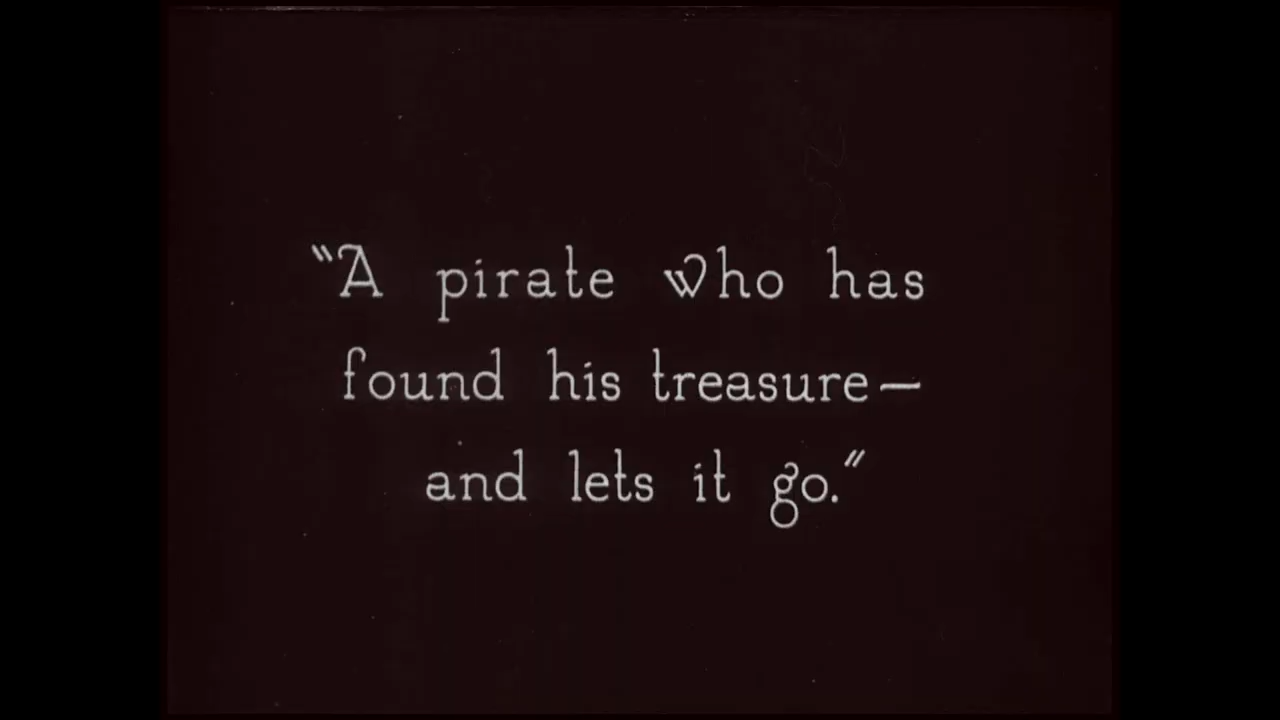 "A pirate who has
found his treasure—
and lets it go."